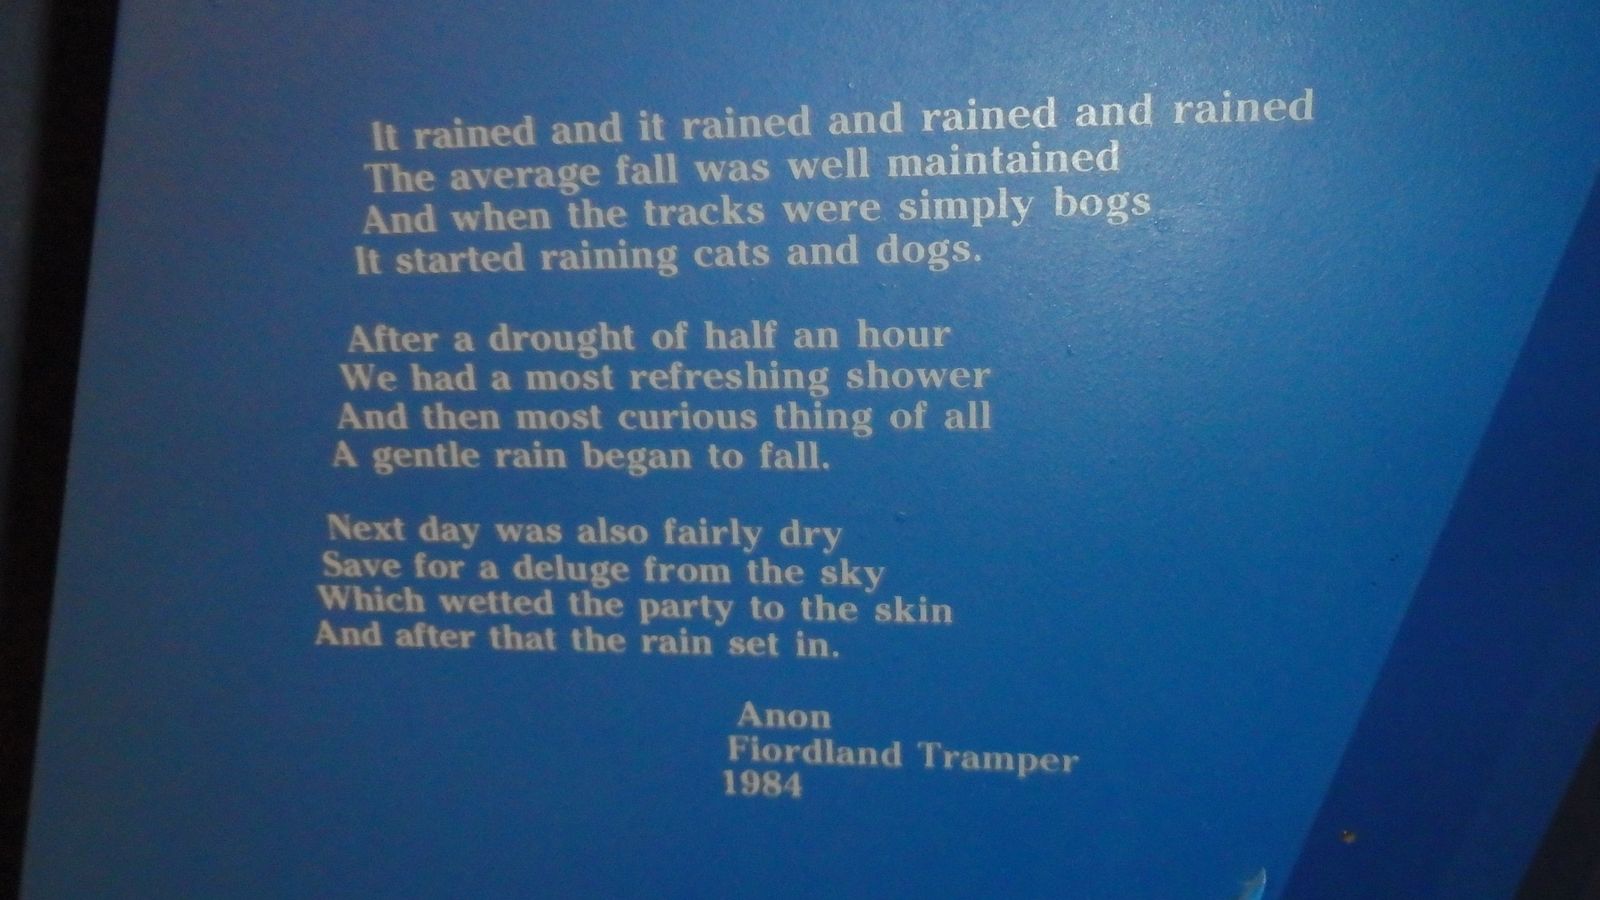 It rained and it rained and rained and rained
The average fall was well maintained
And when the tracks were simply bogs
It started raining cats and dogs.
After a drought of half an hour
We had a most refreshing shower
And then most curious thing of all
A gentle rain began to fall.
Next day was also fairly dry
Save for a deluge from the sky
Which wetted the party to the skin
And after that the rain set in.
Anon
Fiordland Tramper
1984